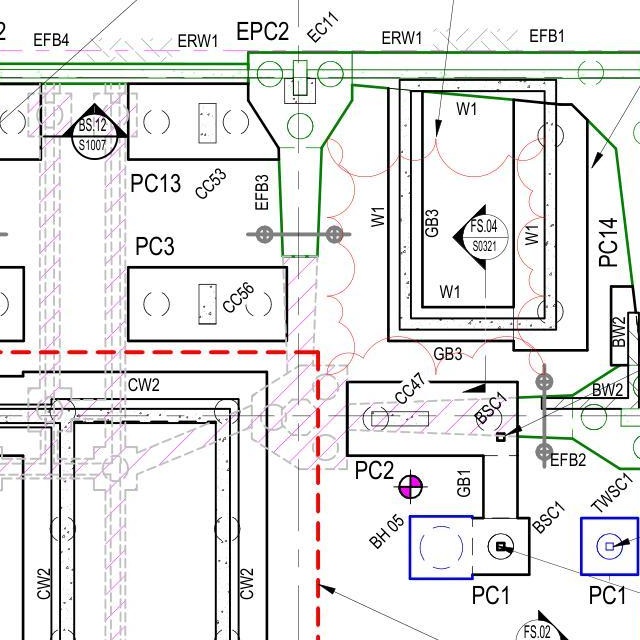 2
EFB4
ERW1
EPC2
EC11
ERW1
EFB1
BS.12
S1007
PC13
CC53
EFB3
W1
W1
GB3
FS.04
S0321
W1
W1
PC14
PC3
CC56
BW2
GB3
CW2
CC47
BSC1
BW2
PC2
GB1
EFB2
BH 05
BSC1
TWSC1
CW2
CW2
PC1
PC1
FS.02